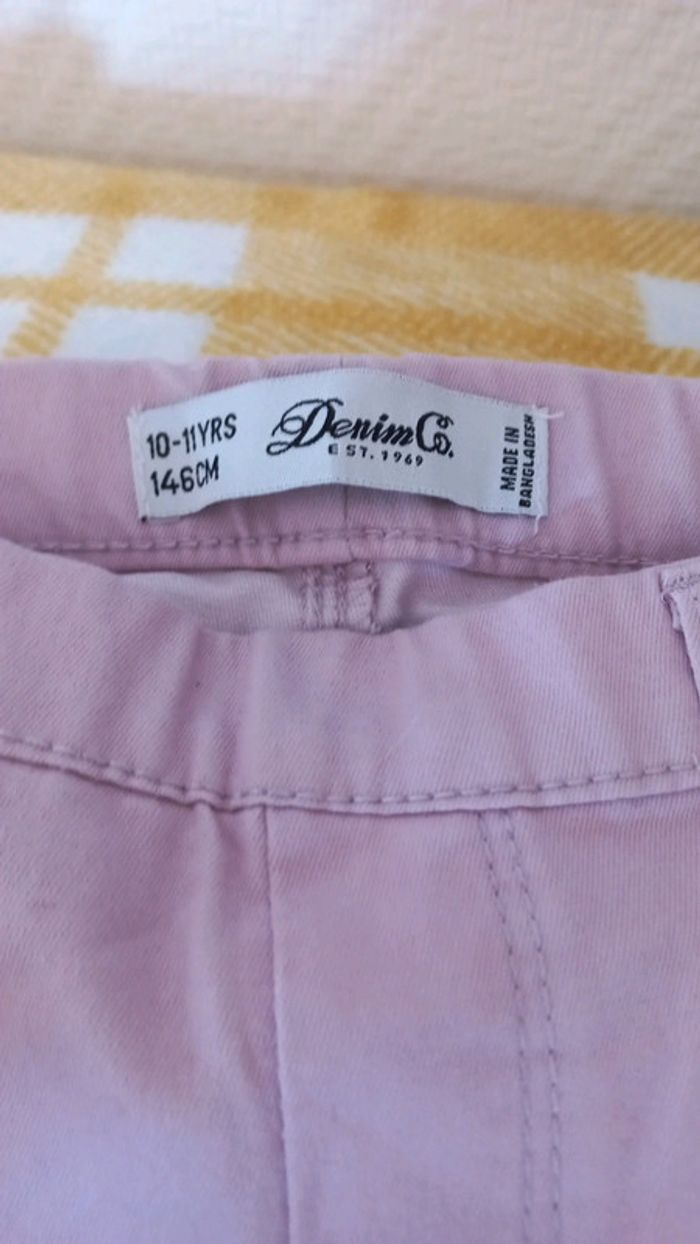 10-11YRS
146CM
DenimCo.
EST. 1969
MADE IN
BANGLADESH